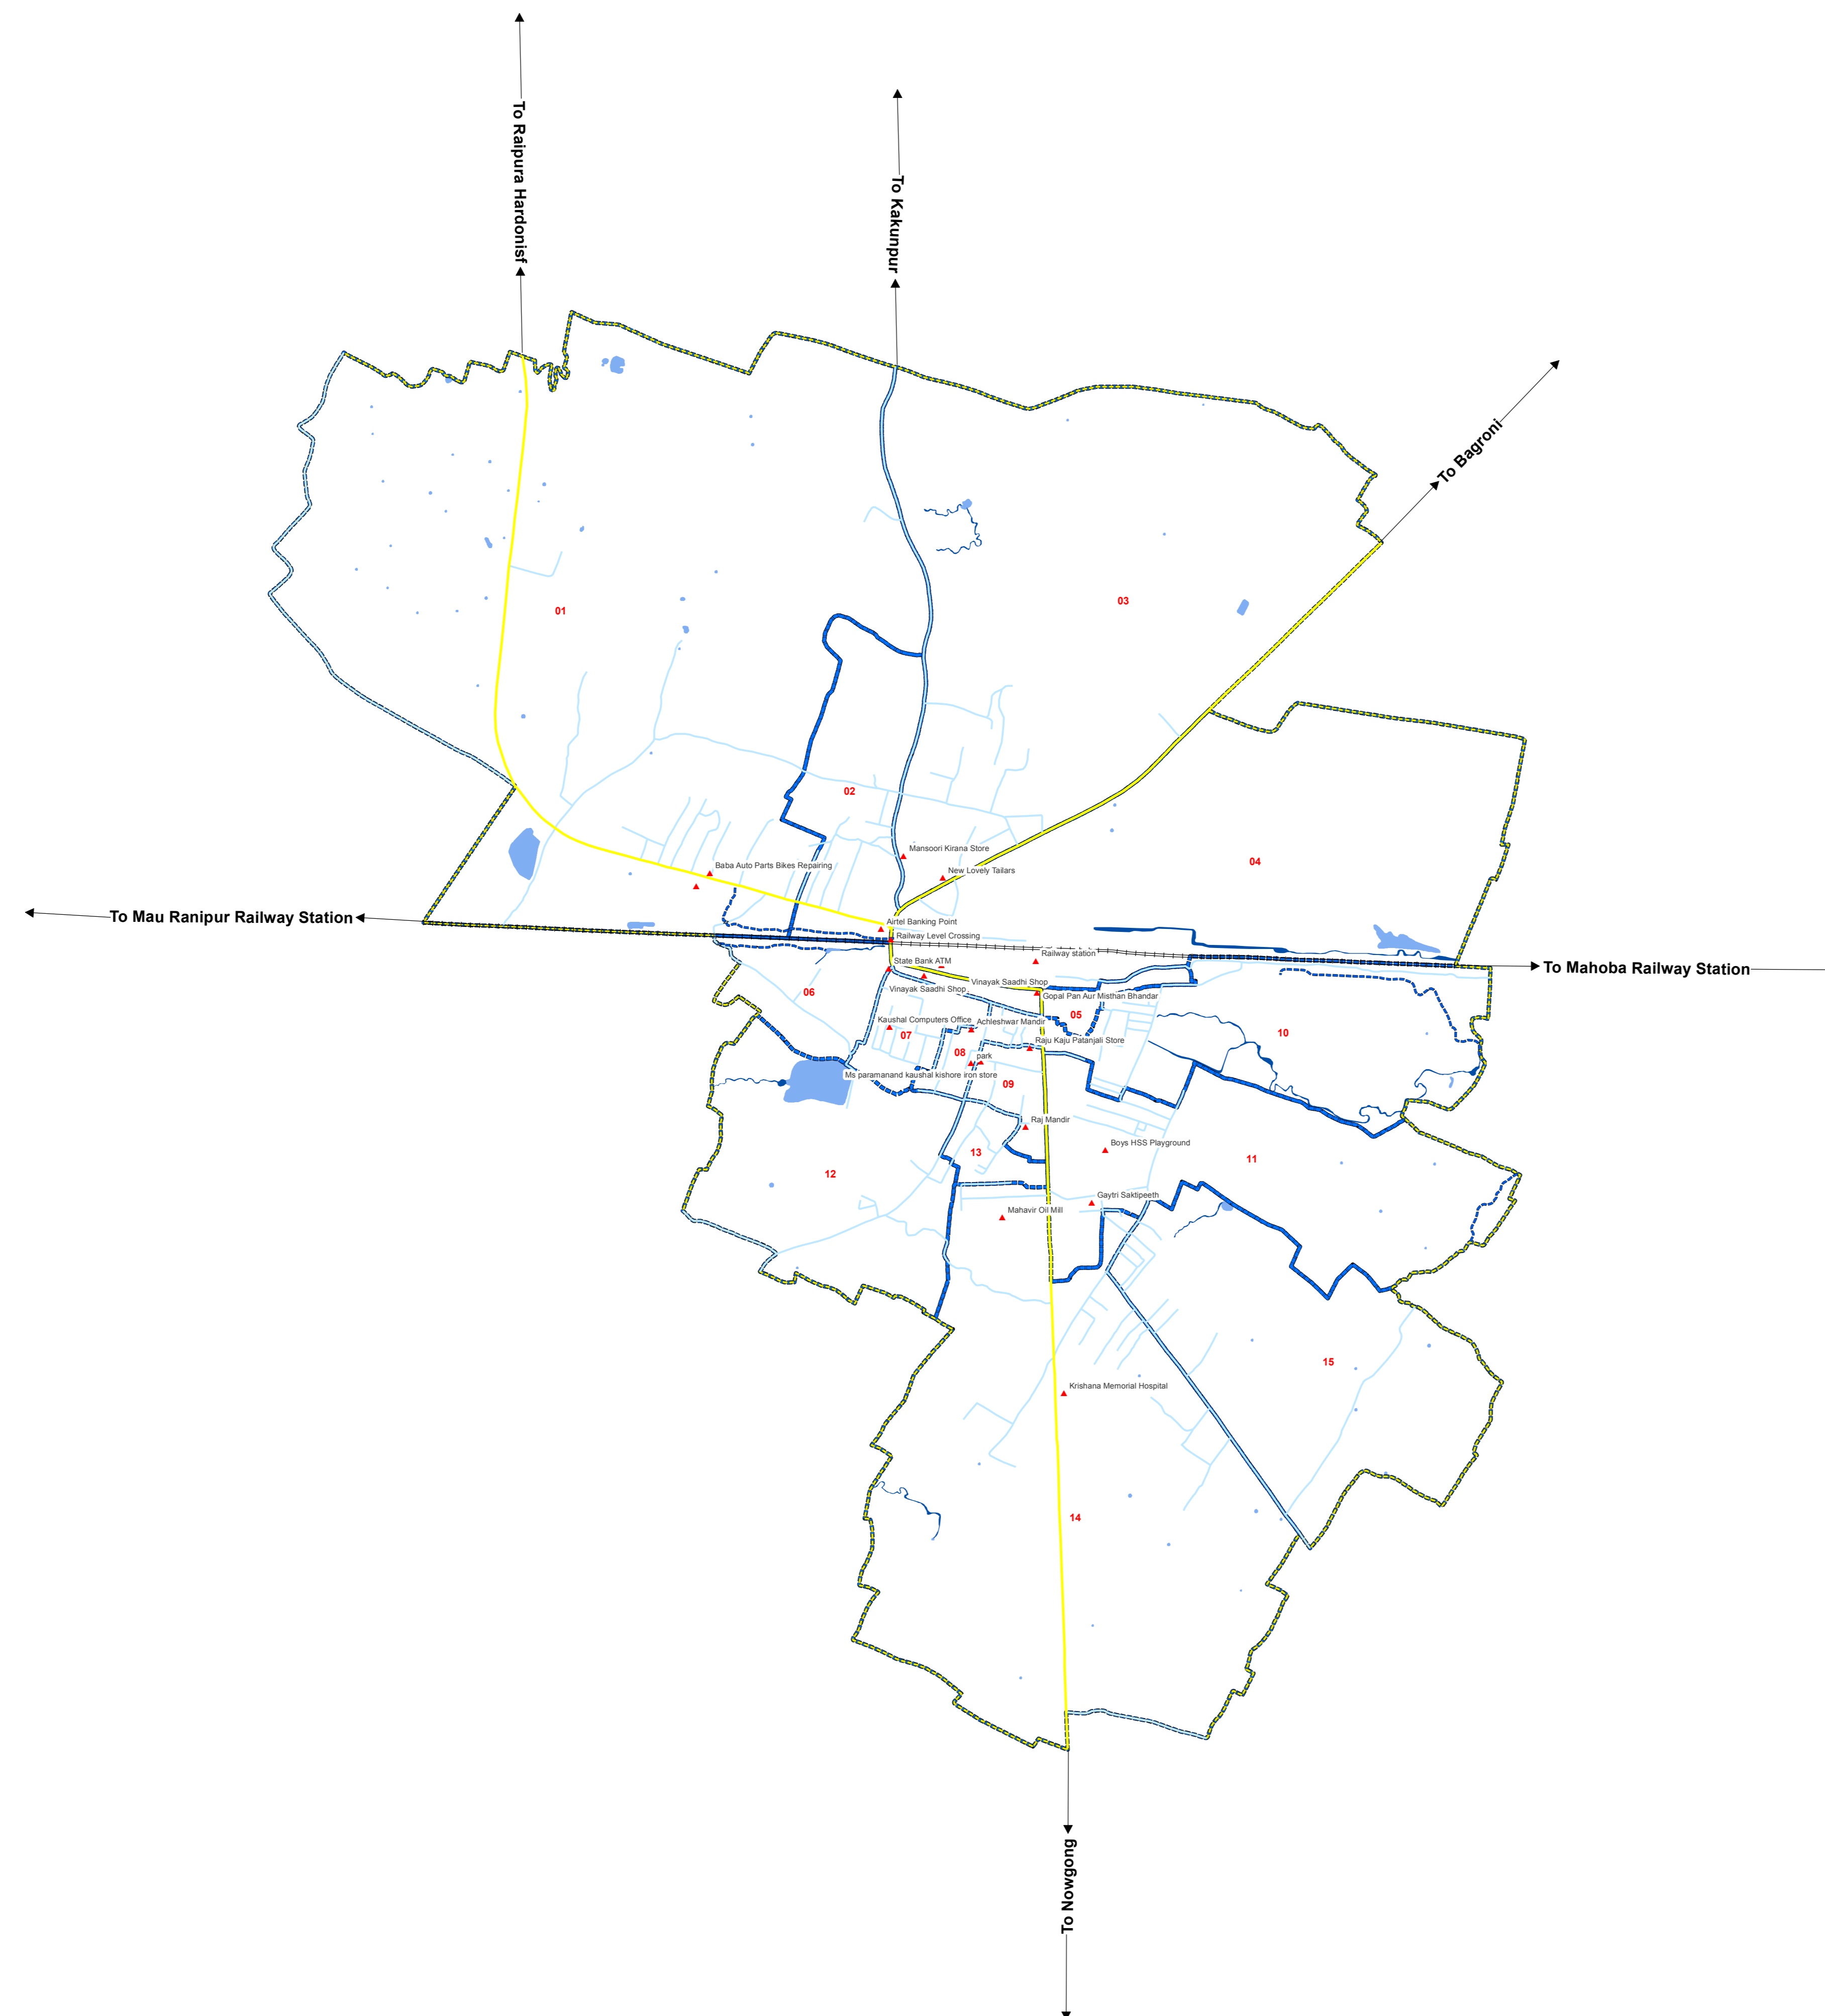 To Raipura Hardonisf
To Kakunpur
To Bagroni
03
01
02
Mansoori Kirana Store
04
Baba Auto Parts Bikes Repairing
New Lovely Tailars
To Mau Ranipur Railway Station
Airtel Banking Point
Railway Level Crossing
Railway station
State Bank ATM
To Mahoba Railway Station
Vinayak Saadhi Shop
Vinayak Saadhi Shop
06
Gopal Pan Aur Misthan Bhandar
05
Kaushal Computers Office
Achleshwar Mandir
10
07
Raju Kaju Patanjali Store
08
park
Ms paramanand kaushal kishore iron store
09
Raj Mandir
Boys HSS Playground
13
11
12
Gaytri Saktipeeth
Mahavir Oil Mill
15
Krishana Memorial Hospital
14
To Nowgong